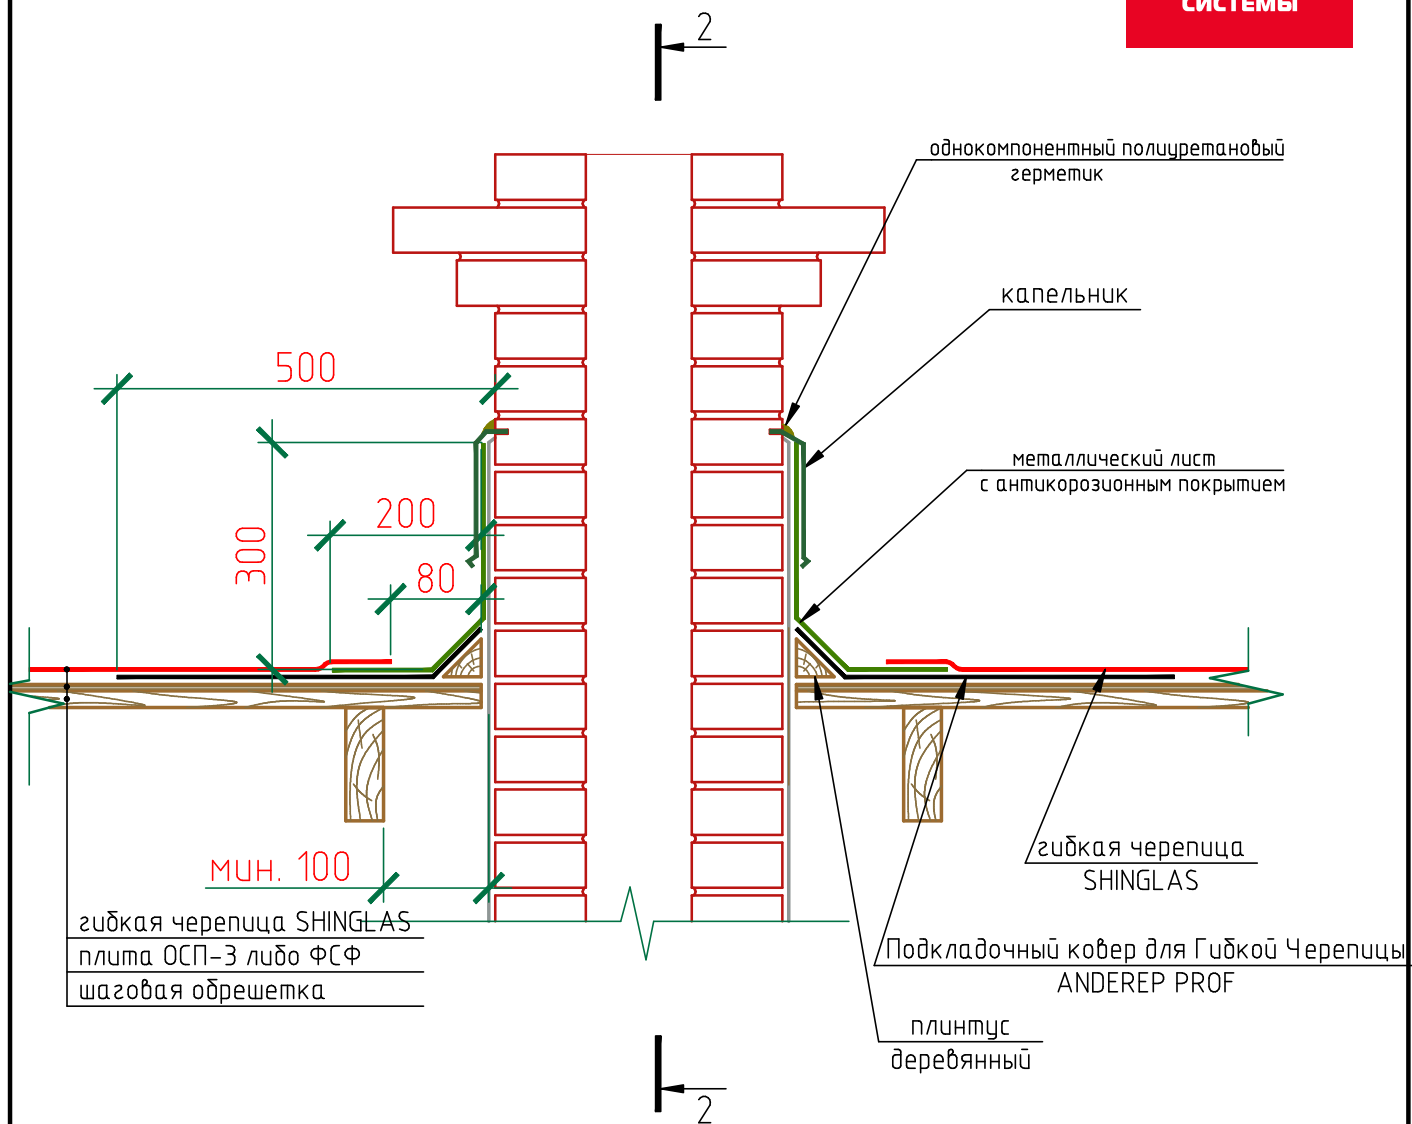 СИСТЕМЫ
2
однокомпонентный полиуретановый
герметик
капельник
500
металлический лист
с антикорозионным покрытием
200
300
80
гибкая черепица
SHINGLAS
мин. 100
гибкая черепица SHINGLAS
плита ОСП-3 либо ФСФ
шаговая обрешетка
Подкладочный ковер для Гибкой Черепицы
ANDEREP PROF
плинтус
деревянный
2